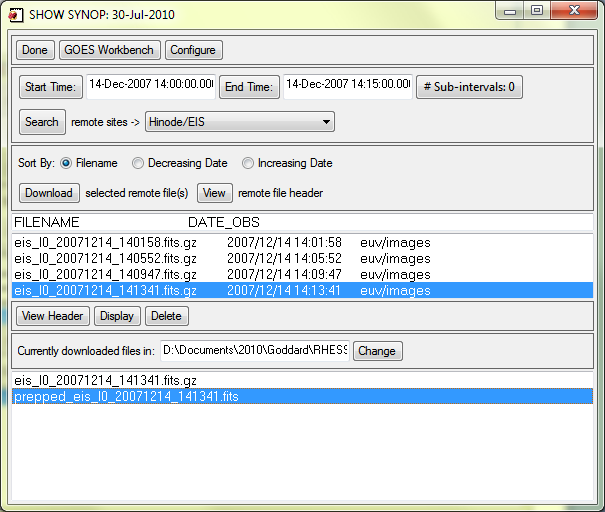 SHOW SYNOP: 30-Jul-2010
Done GOES Workbench Configure
Start Time: 14-Dec-2007 14:00:00.00 End Time: 14-Dec-2007 14:15:00.00 # Sub-intervals: 0
Search remote sites -> Hinode/EIS
Sort By: Filename Decreasing Date Increasing Date
Download selected remote file(s) View remote file header
FILENAME DATE_OBS
eis_l0_20071214_140158.fits.gz 2007/12/14 14:01:58 euv/images
eis_l0_20071214_140552.fits.gz 2007/12/14 14:05:52 euv/images
eis_l0_20071214_140947.fits.gz 2007/12/14 14:09:47 euv/images
eis_l0_20071214_141341.fits.gz 2007/12/14 14:13:41 euv/images
View Header Display Delete
Currently downloaded files in: D:\Documents\2010\Goddard\RHESS Change
eis_l0_20071214_141341.fits.gz
prepped_eis_l0_20071214_141341.fits